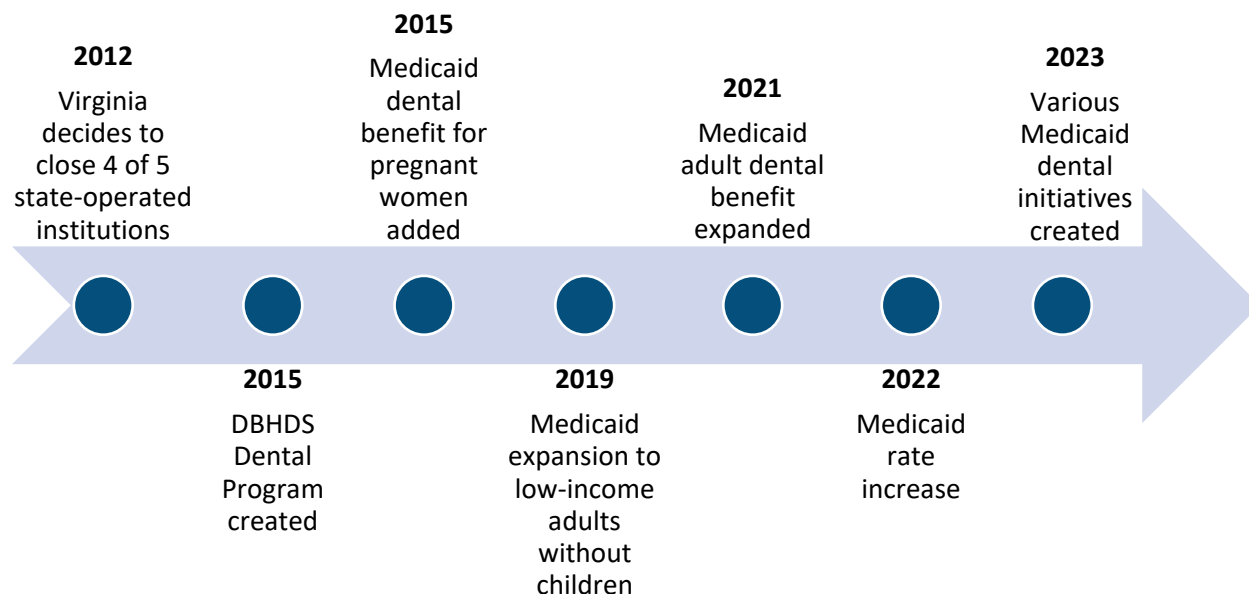 2012
Virginia
decides to
close 4 of 5
state-operated
institutions
2015
DBHDS
Dental
Program
created
2015
Medicaid
dental
benefit for
pregnant
women
added
2019
Medicaid
expansion to
low-income
adults
without
children
2021
Medicaid
adult dental
benefit
expanded
2022
Medicaid
rate
increase
2023
Various
Medicaid
dental
initiatives
created